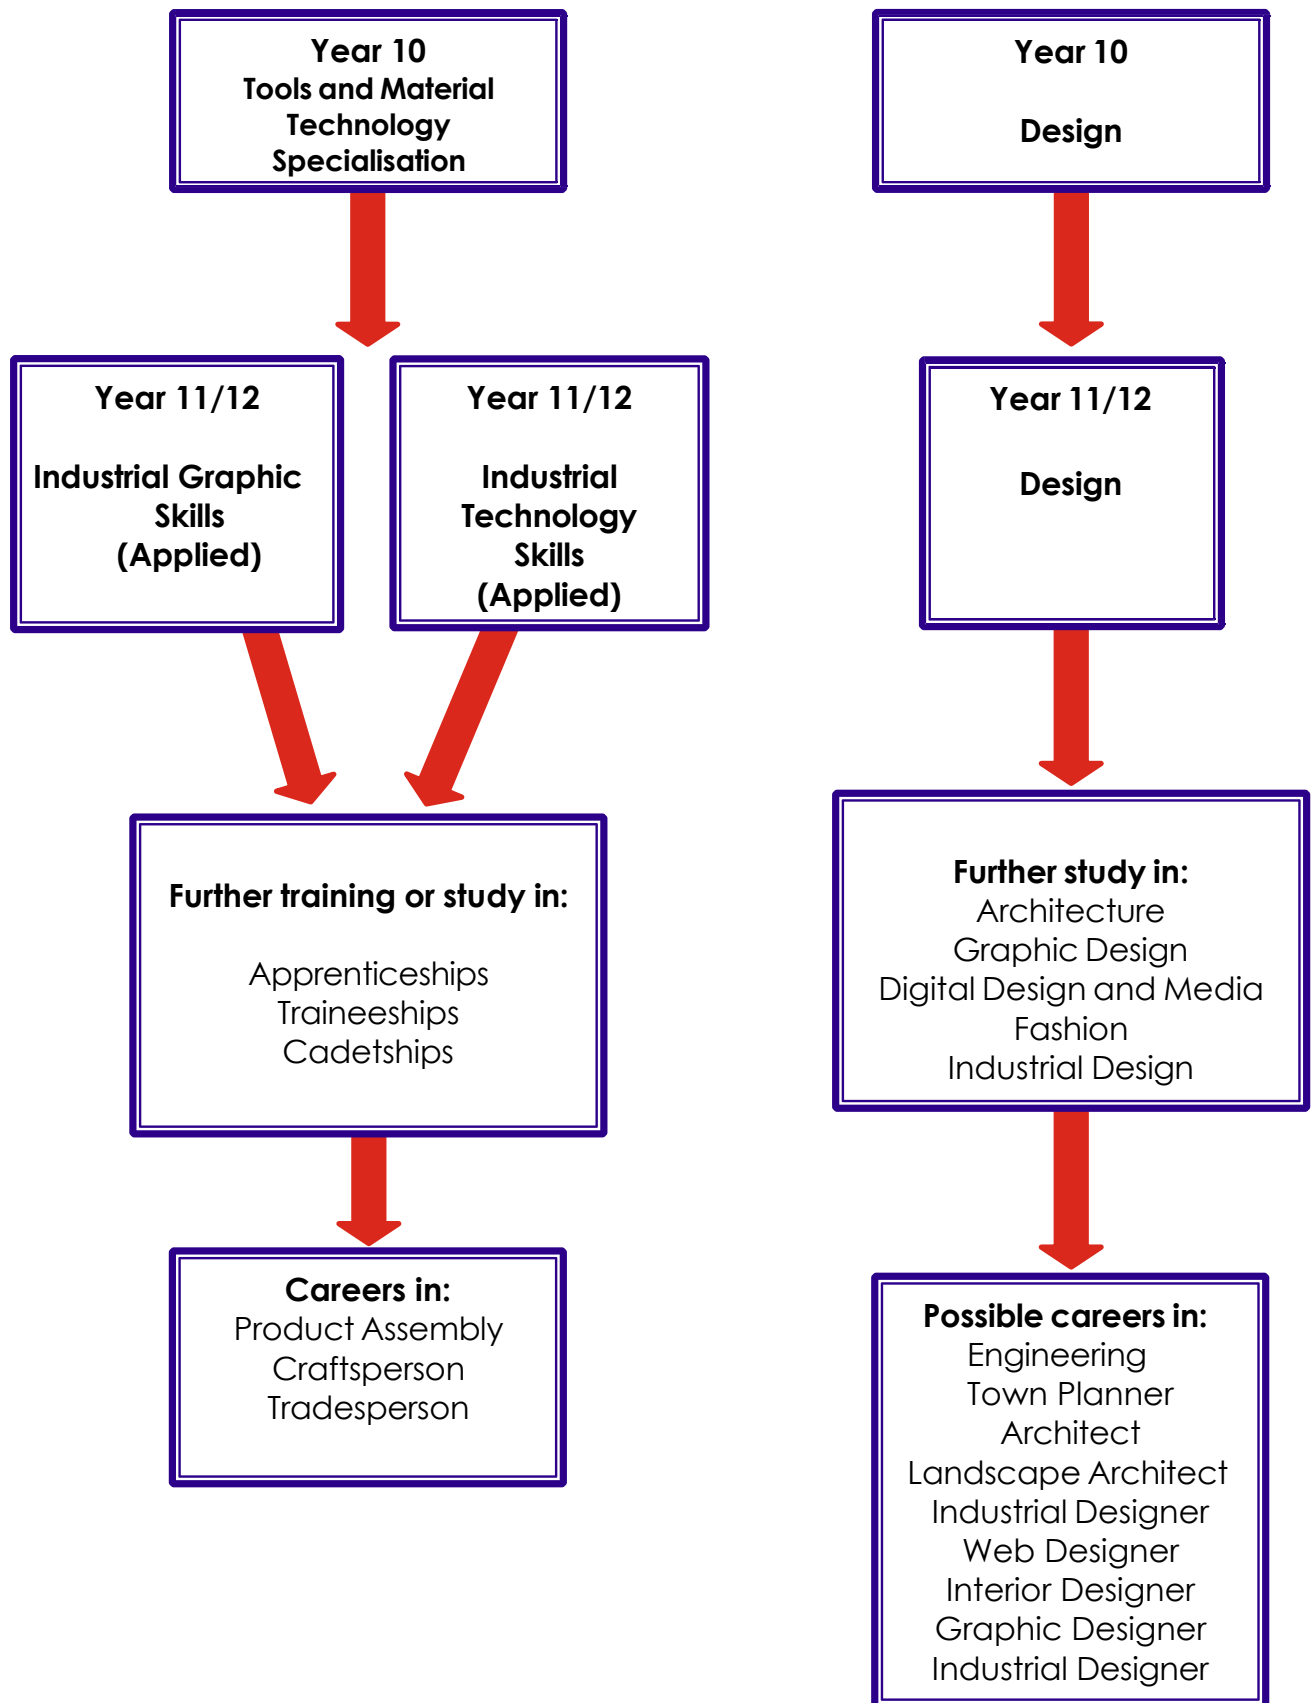 Year 10
Tools and Material
Technology
Specialisation
Year 10
Design
Year 11/12
Industrial Graphic
Skills
(Applied)
Year 11/12
Industrial
Technology
Skills
(Applied)
Year 11/12
Design
Further training or study in:
Apprenticeships
Traineeships
Cadetships
Further study in:
Architecture
Graphic Design
Digital Design and Media
Fashion
Industrial Design
Careers in:
Product Assembly
Craftsperson
Tradesperson
Possible careers in:
Engineering
Town Planner
Architect
Landscape Architect
Industrial Designer
Web Designer
Interior Designer
Graphic Designer
Industrial Designer